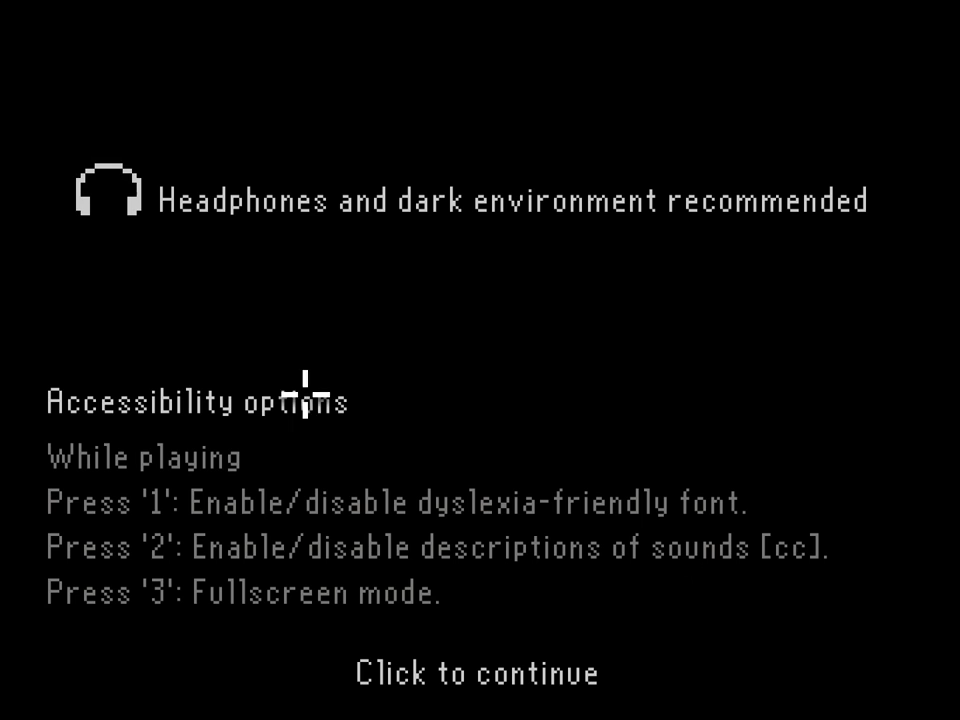 Headphones and dark environment recommended
Accessibility options
While playing
Press '1': Enable/disable dyslexia-friendly font.
Press '2': Enable/disable descriptions of sounds [cc].
Press '3': Fullscreen mode.
Click to continue